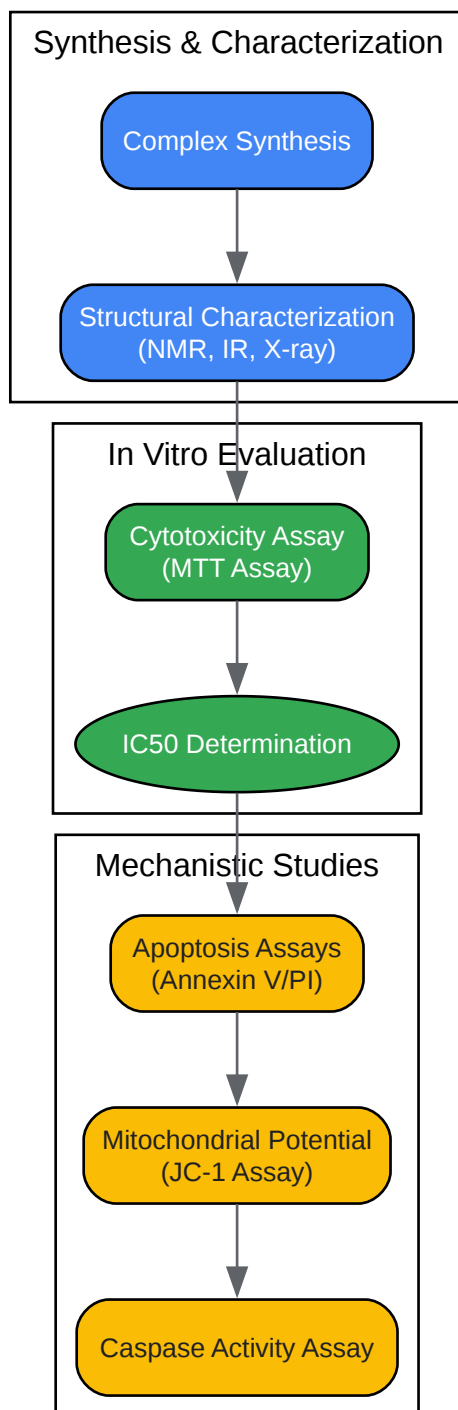 Synthesis & Characterization
Complex Synthesis
Structural Characterization
(NMR, IR, X-ray)
In Vitro Evaluation
Cytotoxicity Assay
(MTT Assay)
IC50 Determination
Mechanistic Studies
Apoptosis Assays
(Annexin V/PI)
Mitochondrial Potential
(JC-1 Assay)
Caspase Activity Assay